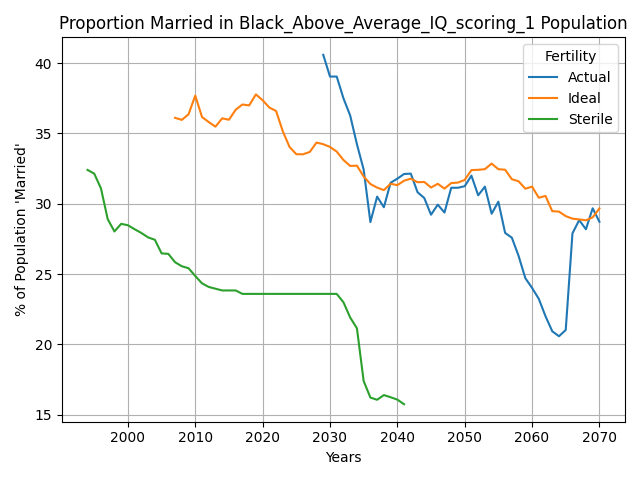 Proportion Married in Black_Above_Average_IQ_scoring_1 Population
Fertility
Actual
Ideal
Sterile
% of Population 'Married'
40
35
30
25
20
15
2000
2010
2020
2030
2040
2050
2060
2070
Years